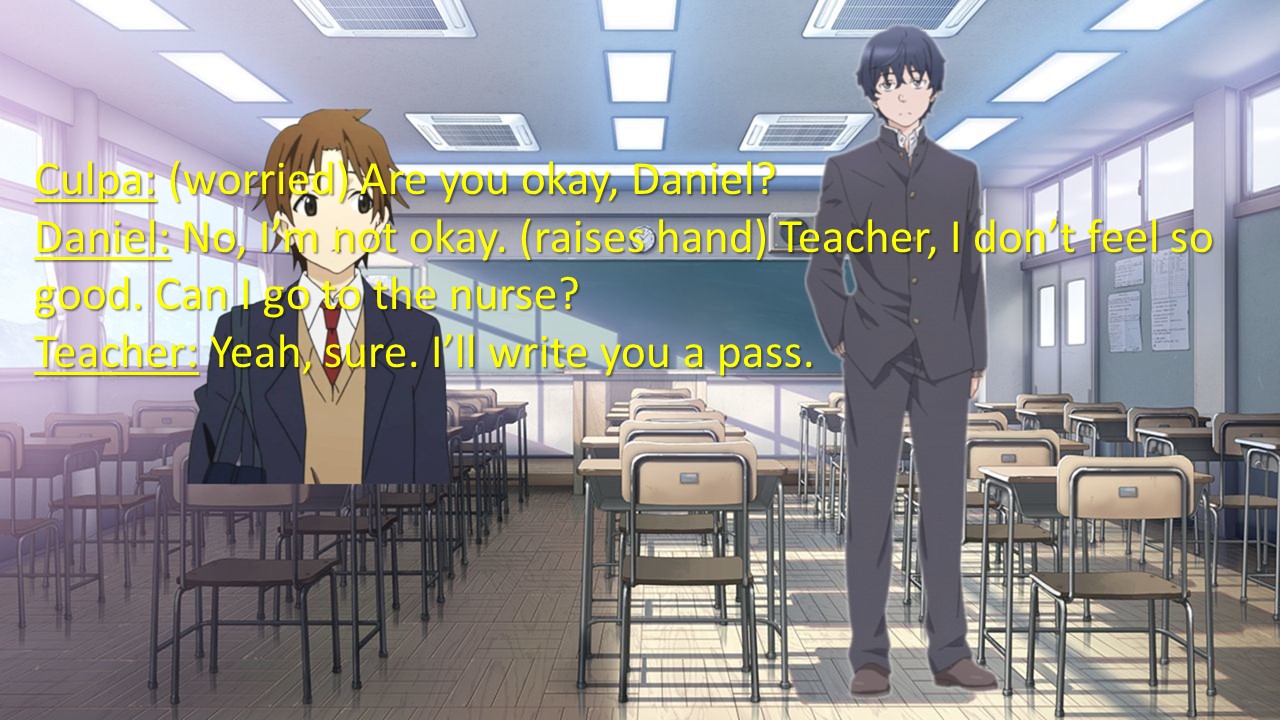 Culpa: (worried) Are you okay, Daniel?
Daniel: No, I’m not okay. (raises hand) Teacher, I don’t feel so
good. Can I go to the nurse?
Teacher: Yeah, sure. I’ll write you a pass.